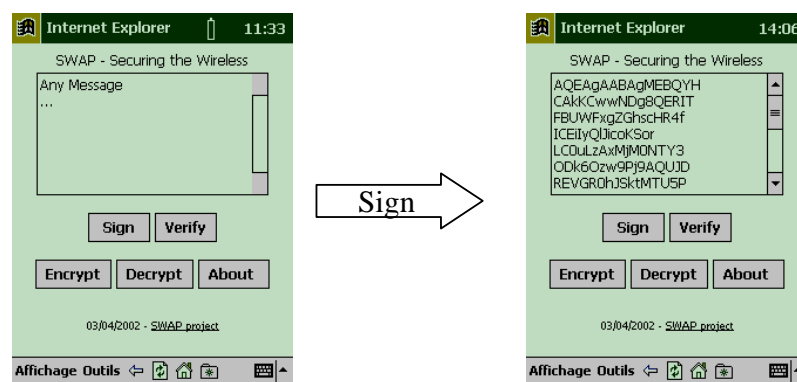 Internet Explorer 11:33
SWAP - Securing the Wireless
Any Message
...
Sign Verify
Encrypt Decrypt About
03/04/2002 - SWAP project
Affichage Outils
Sign
Internet Explorer 14:06
SWAP - Securing the Wireless
AQEAgAABAgMEBQYH
CAkKCwwNDg8QERIT
FBUWFxgZGhscHR4f
ICEiIyQlJicoKSor
LC0uLzAxMjM0NTY3
ODk6Ozw9Pj9AQUJD
REVGR0hJSktMTU5P
Sign Verify
Encrypt Decrypt About
03/04/2002 - SWAP project
Affichage Outils